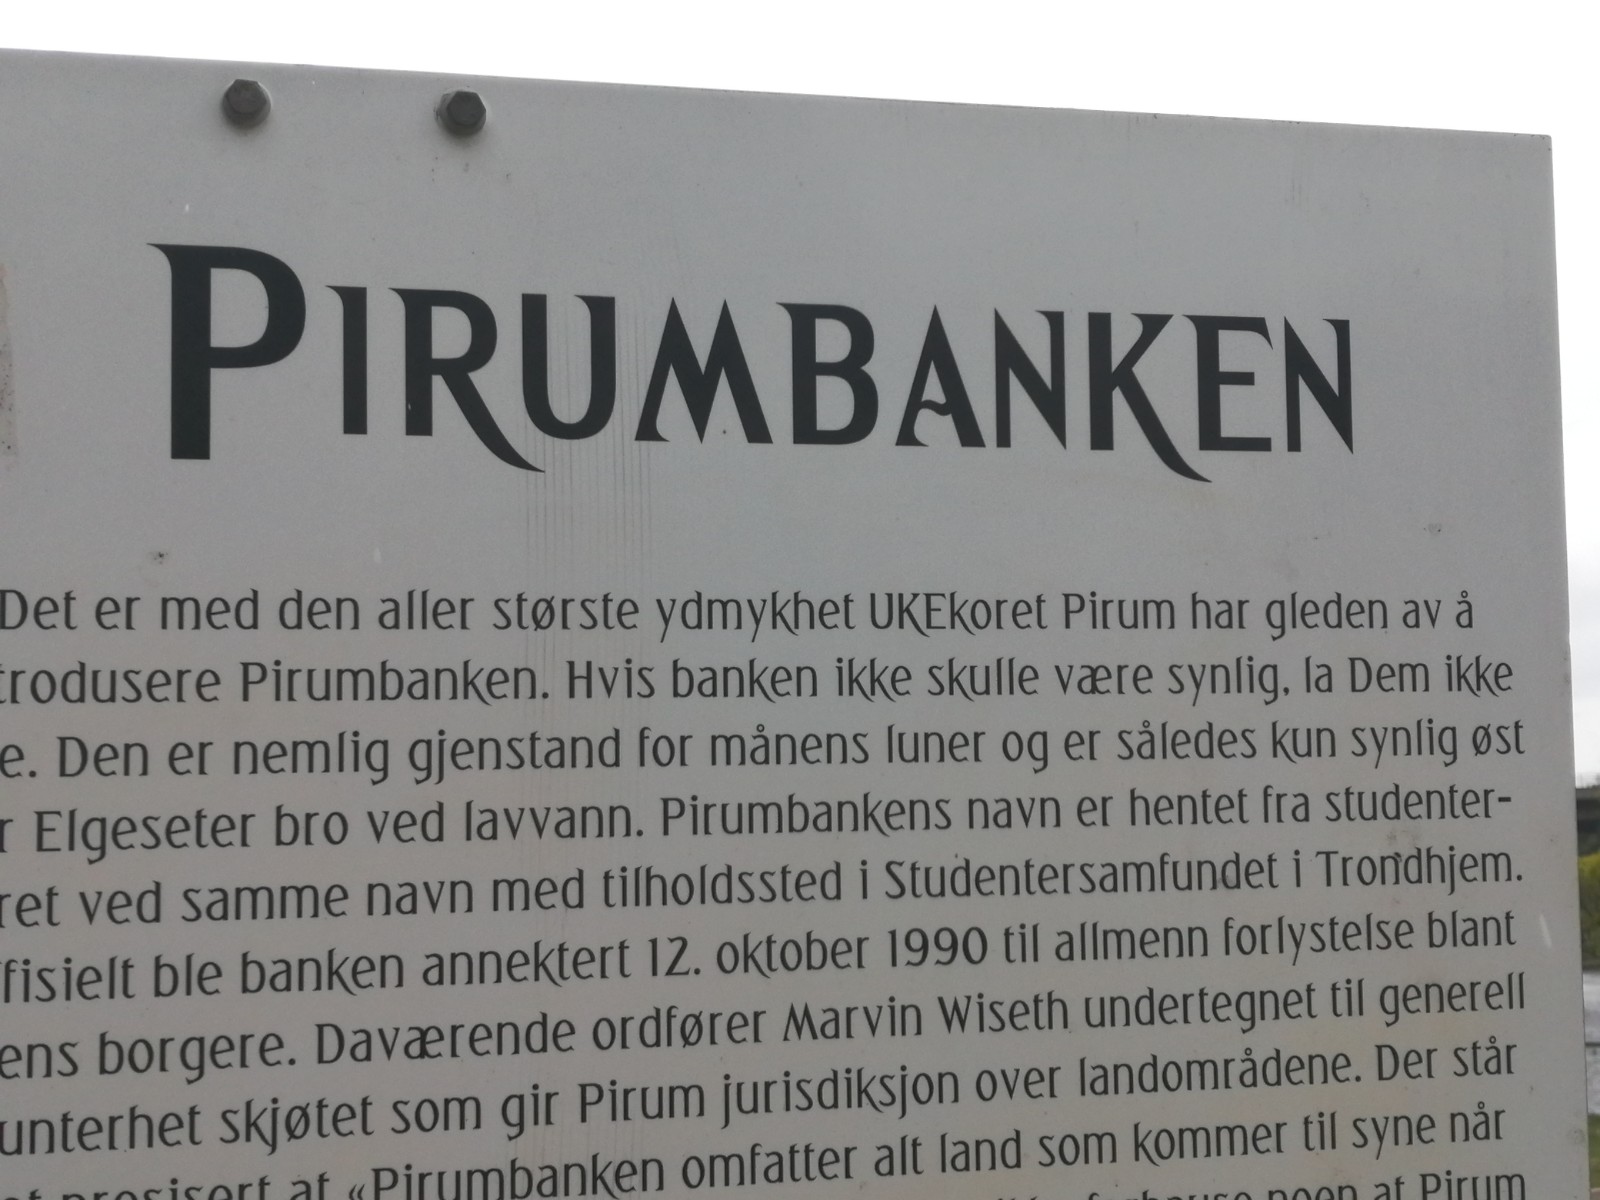 PIRUMBANKEN
Det er med den aller største ydmykhet UKEkoret Pirum har gleden av å
trodusere Pirumbanken. Hvis banken ikke skulle være synlig, la Dem ikke
e. Den er nemlig gjenstand for månens luner og er således kun synlig øst
r Elgeseter bro ved lavvann. Pirumbankens navn er hentet fra studenter-
ret ved samme navn med tilholdssted i Studentersamfundet i Trondhjem.
fisielt ble banken annektert 12. oktober 1990 til allmenn forlystelse blant
ens borgere. Daværende ordfører Marvin Wiseth undertegnet til generell
unterhet skjøtet som gir Pirum jurisdiksjon over landområdene. Der står
at «Pirumbanken omfatter alt land som kommer til syne når
noen at Pirum